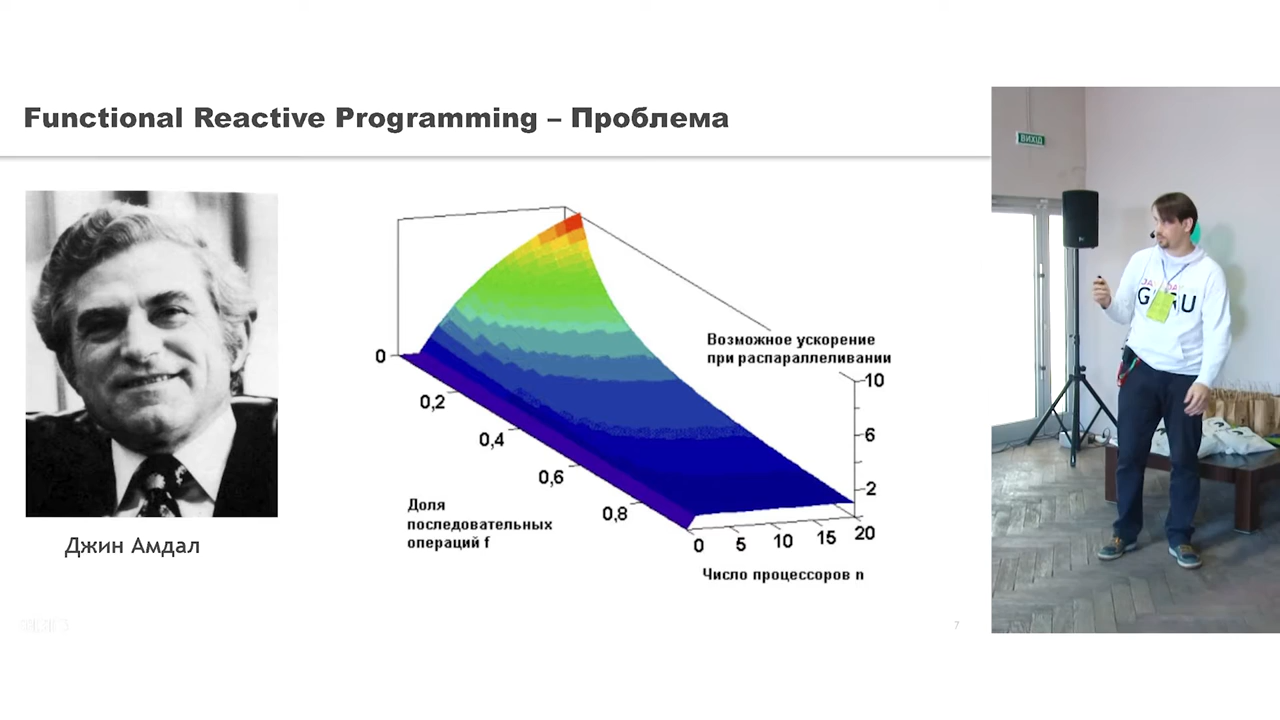 Functional Reactive Programming – Проблема
Джин Амдал
Возможное ускорение
при распараллеливании
10
6
2
0
0,2
0,4
0,6
0,8
Доля
последовательных
операций f
0
5
10
15
20
Число процессоров n
7
ВИХІД